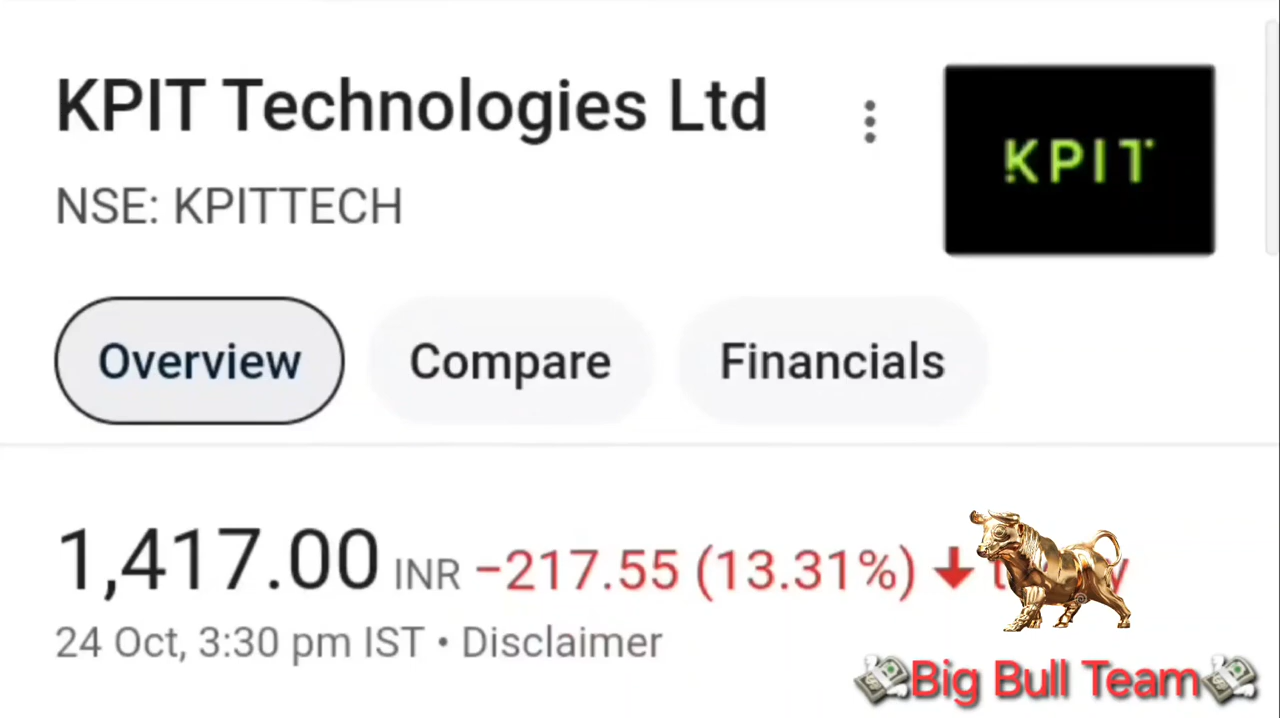 KPIT Technologies Ltd
KPIT
NSE: KPITTECH
Overview Compare Financials
1,417.00 INR −217.55 (13.31%)
24 Oct, 3:30 pm IST • Disclaimer
Big Bull Team